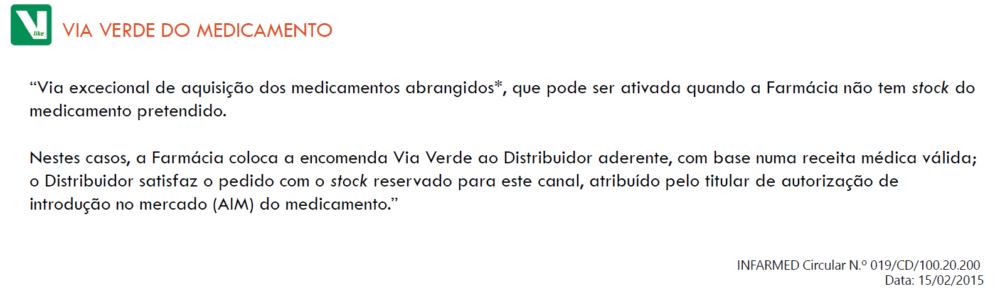 like
VIA VERDE DO MEDICAMENTO
“Via excecional de aquisição dos medicamentos abrangidos*, que pode ser ativada quando a Farmácia não tem stock do
medicamento pretendido.
Nestes casos, a Farmácia coloca a encomenda Via Verde ao Distribuidor aderente, com base numa receita médica válida;
o Distribuidor satisfaz o pedido com o stock reservado para este canal, atribuído pelo titular de autorização de
introdução no mercado (AIM) do medicamento.”
INFARMED Circular N.º 019/CD/100.20.200
Data: 15/02/2015